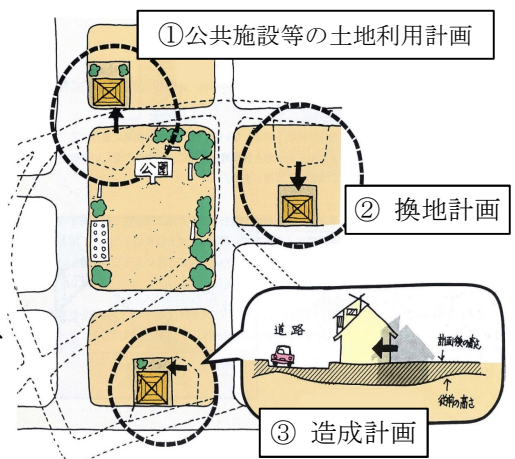 ①公共施設等の土地利用計画
公園
② 換地計画
道路
計画後の高さ
従前の高さ
③ 造成計画